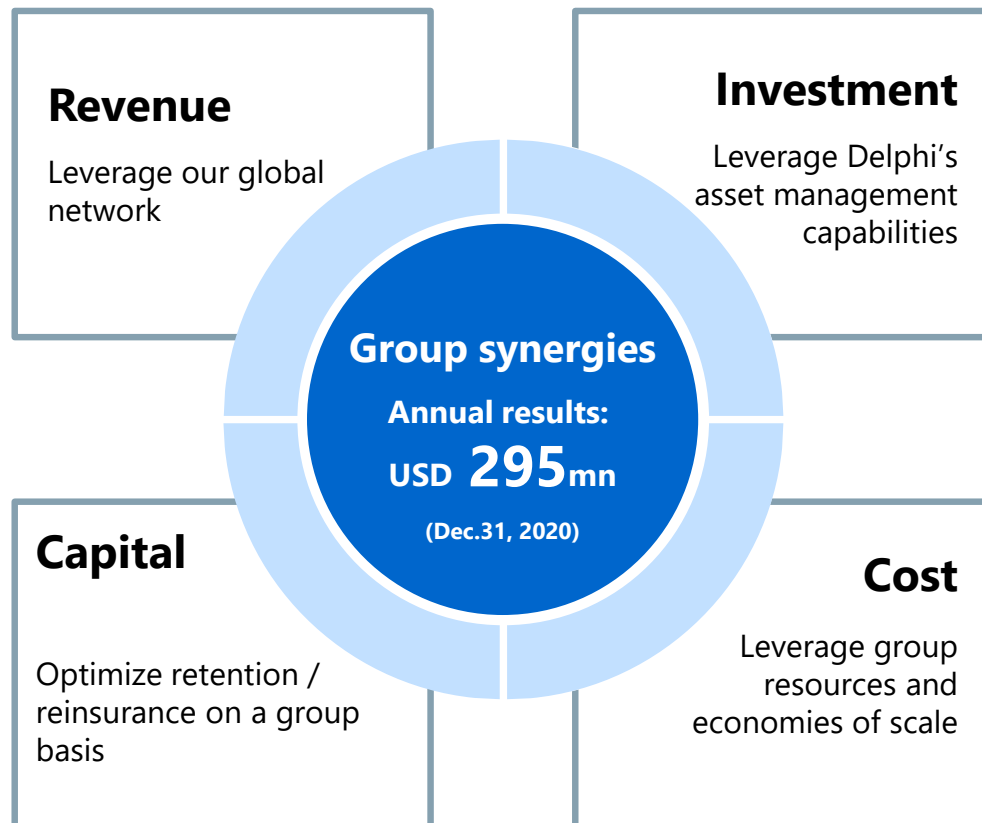 Revenue
Leverage our global
network
Investment
Leverage Delphi’s
asset management
capabilities
Group synergies
Annual results:
USD 295mn
(Dec.31, 2020)
Capital
Optimize retention /
reinsurance on a group
basis
Cost
Leverage group
resources and
economies of scale